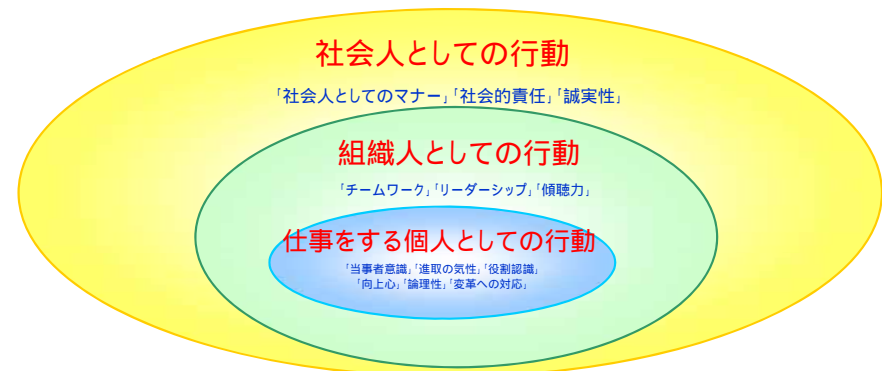 社会人としての行動
「社会人としてのマナー」「社会的責任」「誠実性」
組織人としての行動
「チームワーク」「リーダーシップ」「傾聴力」
仕事をする個人としての行動
「当事者意識」「進取の気性」「役割認識」
「向上心」「論理性」「変革への対応」